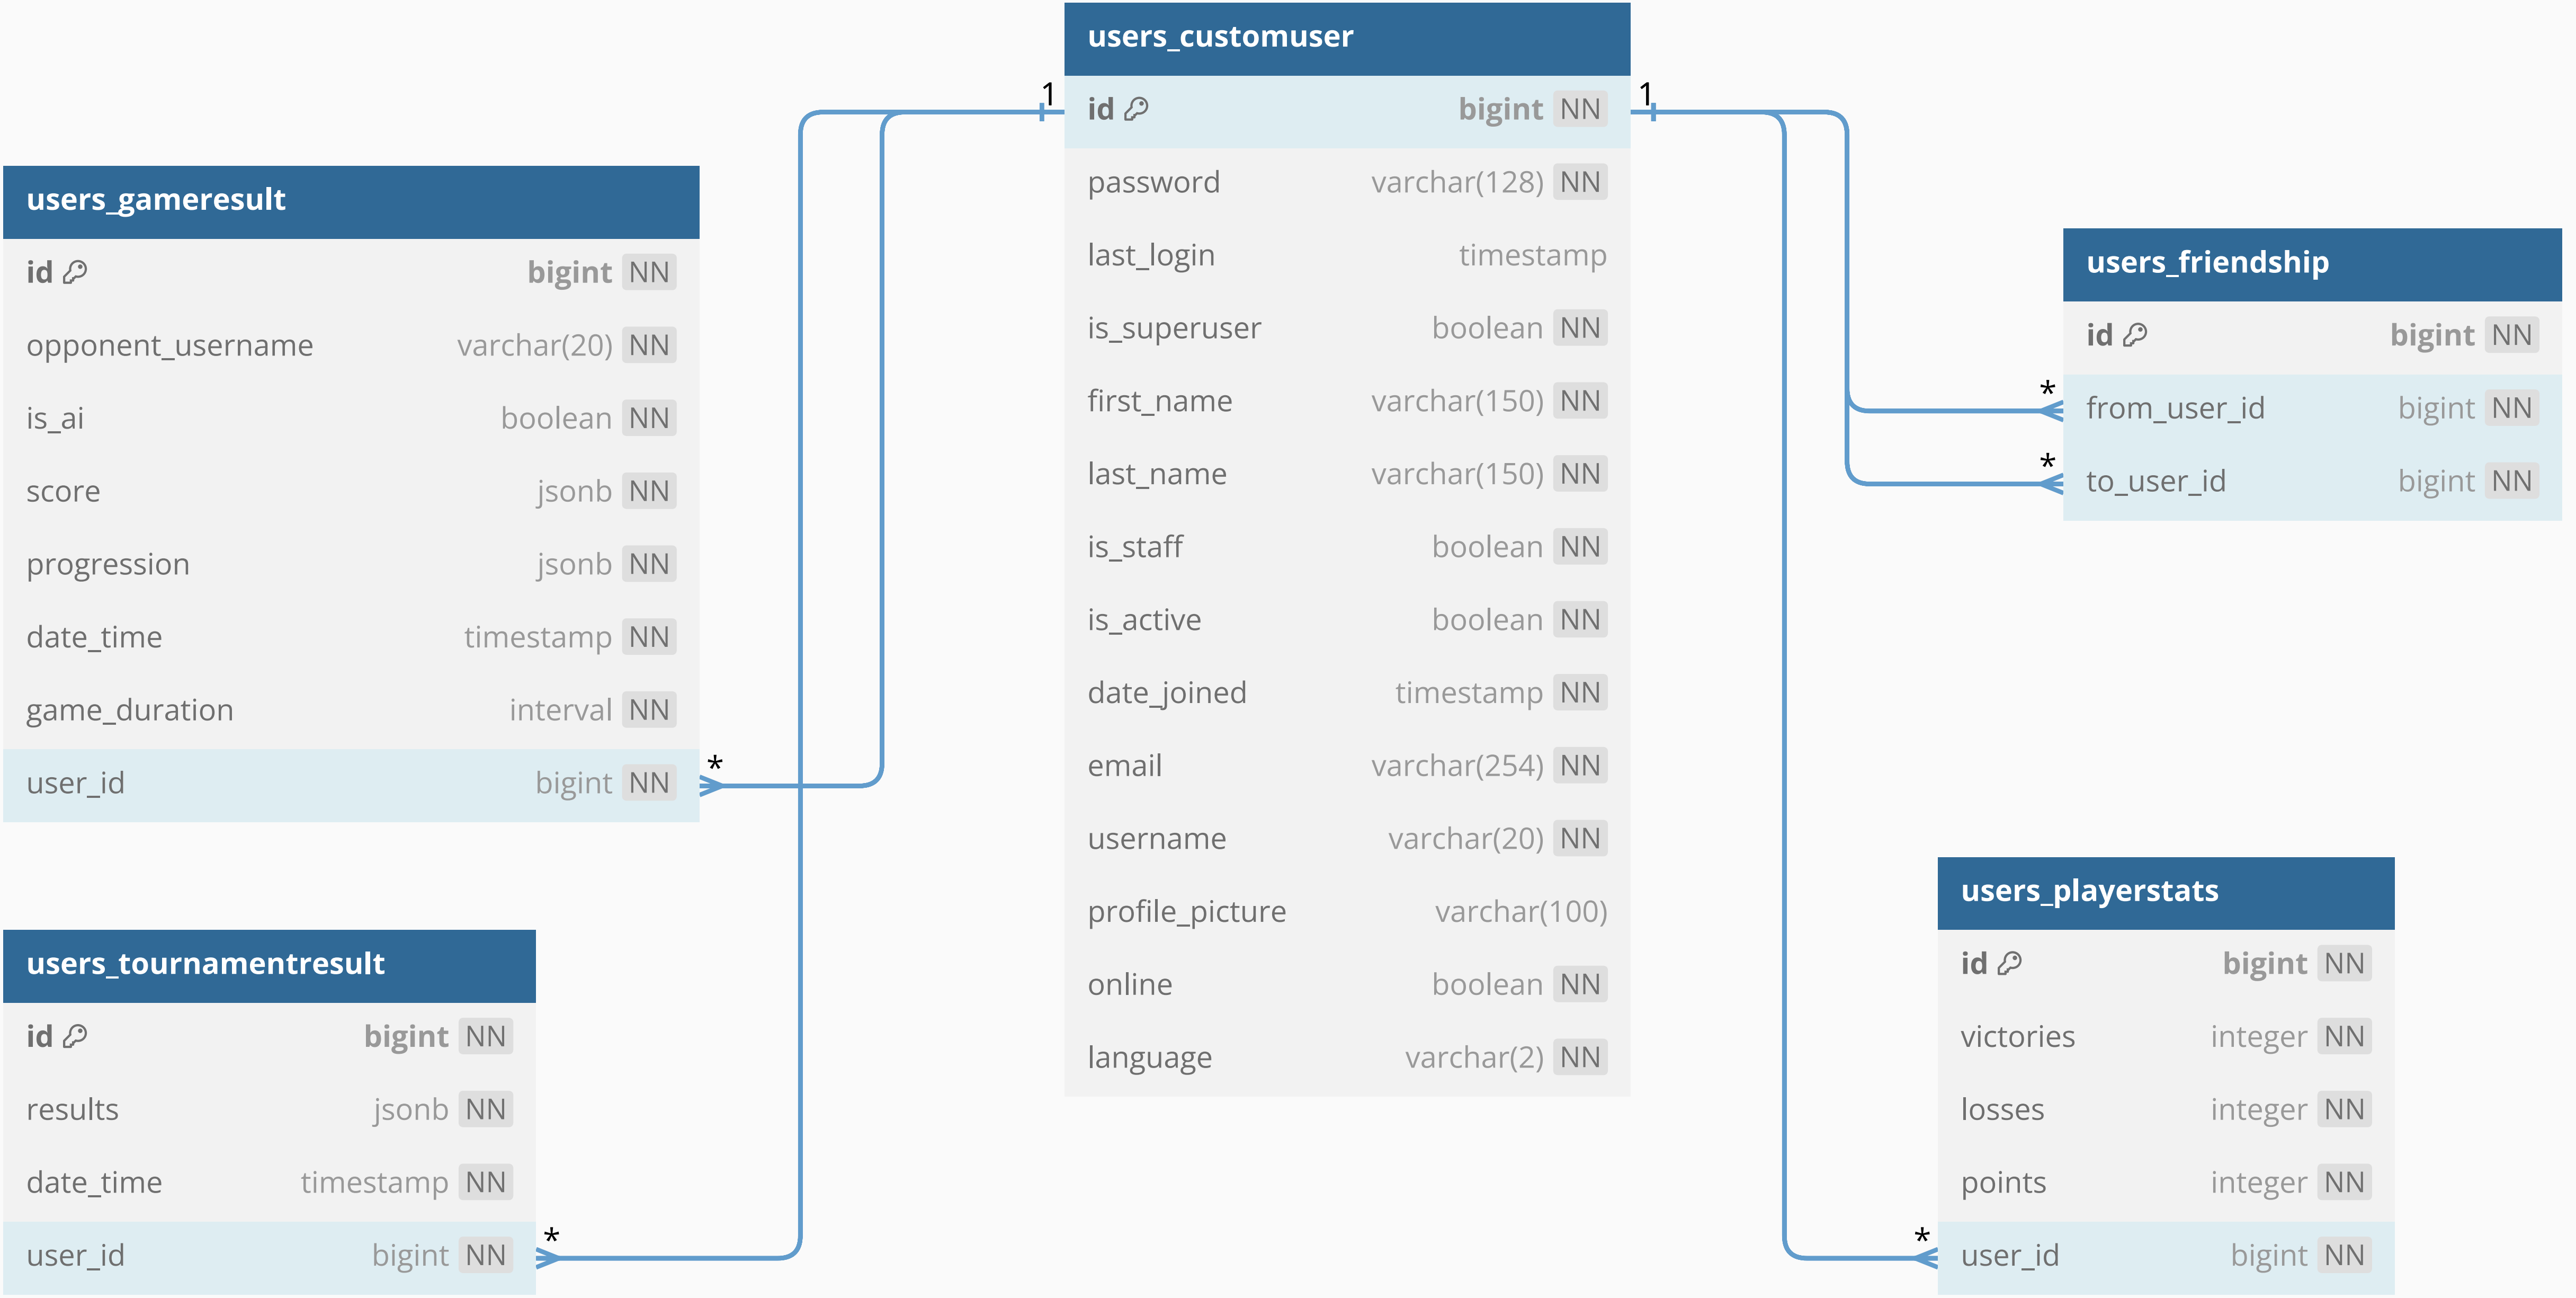 users_customuser
1
1
id bigint NN
password varchar(128) NN
last_login timestamp
is_superuser boolean NN
first_name varchar(150) NN
last_name varchar(150) NN
is_staff boolean NN
is_active boolean NN
date_joined timestamp NN
email varchar(254) NN
username varchar(20) NN
profile_picture varchar(100)
online boolean NN
language varchar(2) NN
users_gameresult
id bigint NN
opponent_username varchar(20) NN
is_ai boolean NN
score jsonb NN
progression jsonb NN
date_time timestamp NN
game_duration interval NN
user_id bigint NN
*
users_tournamentresult
id bigint NN
results jsonb NN
date_time timestamp NN
user_id bigint NN
*
users_friendship
id bigint NN
* from_user_id bigint NN
* to_user_id bigint NN
users_playerstats
id bigint NN
victories integer NN
losses integer NN
points integer NN
* user_id bigint NN